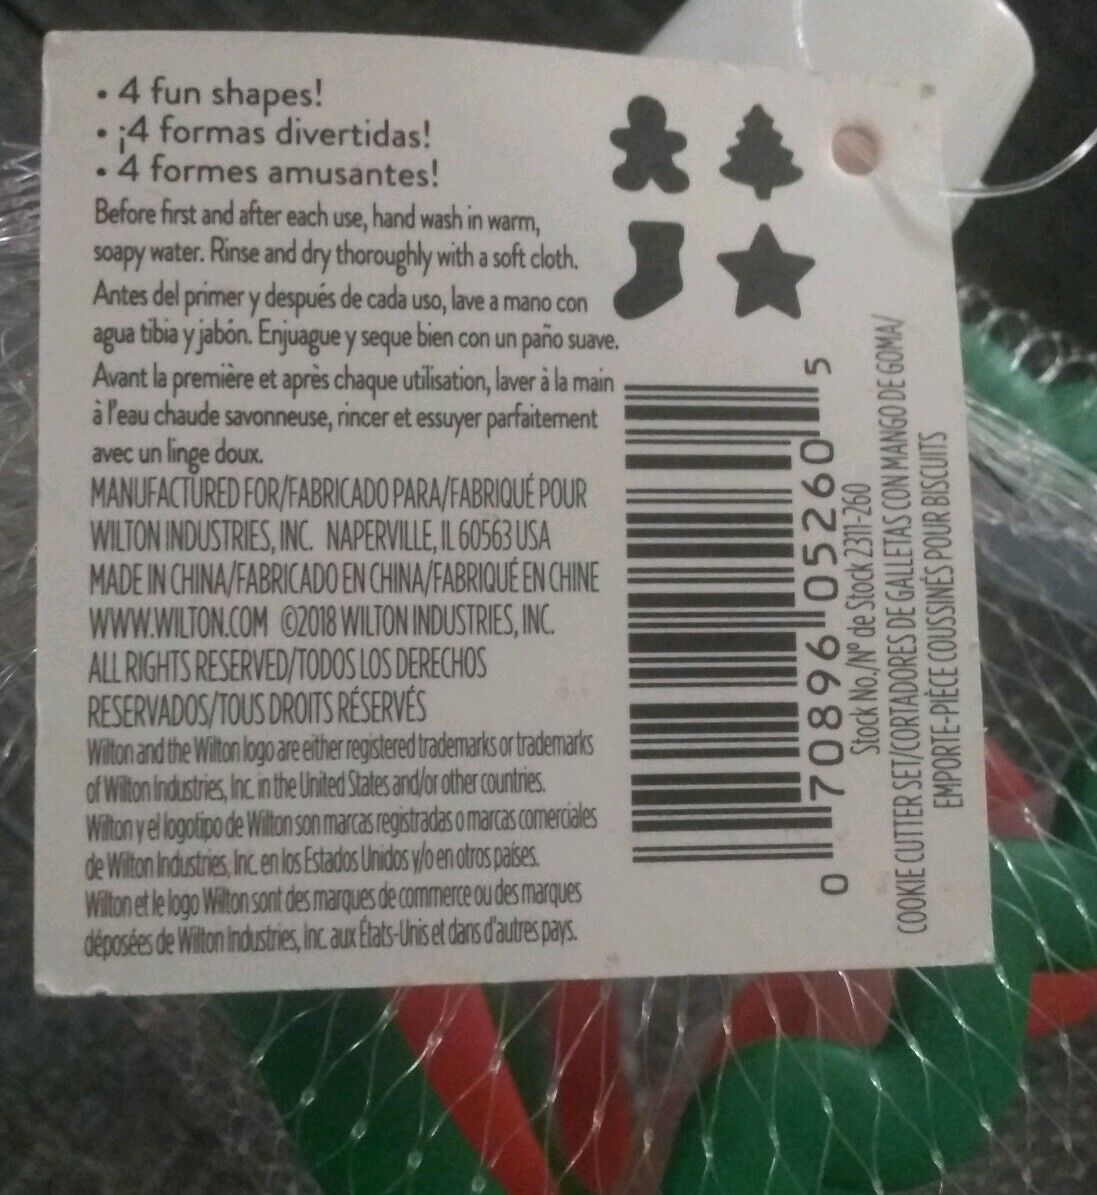 • 4 fun shapes!
• ¡4 formas divertidas!
• 4 formes amusantes!
Before first and after each use, hand wash in warm,
soapy water. Rinse and dry thoroughly with a soft cloth.
Antes del primer y después de cada uso, lave a mano con
agua tibia y jabón. Enjuague y seque bien con un paño suave.
Avant la première et après chaque utilisation, laver à la main
à l'eau chaude savonneuse, rincer et essuyer parfaitement
avec un linge doux.
MANUFACTURED FOR/FABRICADO PARA/FABRIQUÉ POUR
WILTON INDUSTRIES, INC. NAPERVILLE, IL 60563 USA
MADE IN CHINA/FABRICADO EN CHINA/FABRIQUÉ EN CHINE
WWW.WILTON.COM ©2018 WILTON INDUSTRIES, INC.
ALL RIGHTS RESERVED/TODOS LOS DERECHOS
RESERVADOS/TOUS DROITS RÉSERVÉS
Wilton and the Wilton logo are either registered trademarks or trademarks
of Wilton Industries, Inc. in the United States and/or other countries.
Wilton y el logotipo de Wilton son marcas registradas o marcas comerciales
de Wilton Industries, Inc. en los Estados Unidos y/o en otros países.
Wilton et le logo Wilton sont des marques de commerce ou des marques
déposées de Wilton Industries, Inc. aux États-Unis et dans d'autres pays.
0 70896 05260 5
Stock No./Nº de Stock 2311-260
COOKIE CUTTER SET/CORTADORES DE GALLETAS CON MANGO DE GOMA/
EMPORTE-PIÈCE COUSSINÉS POUR BISCUITS